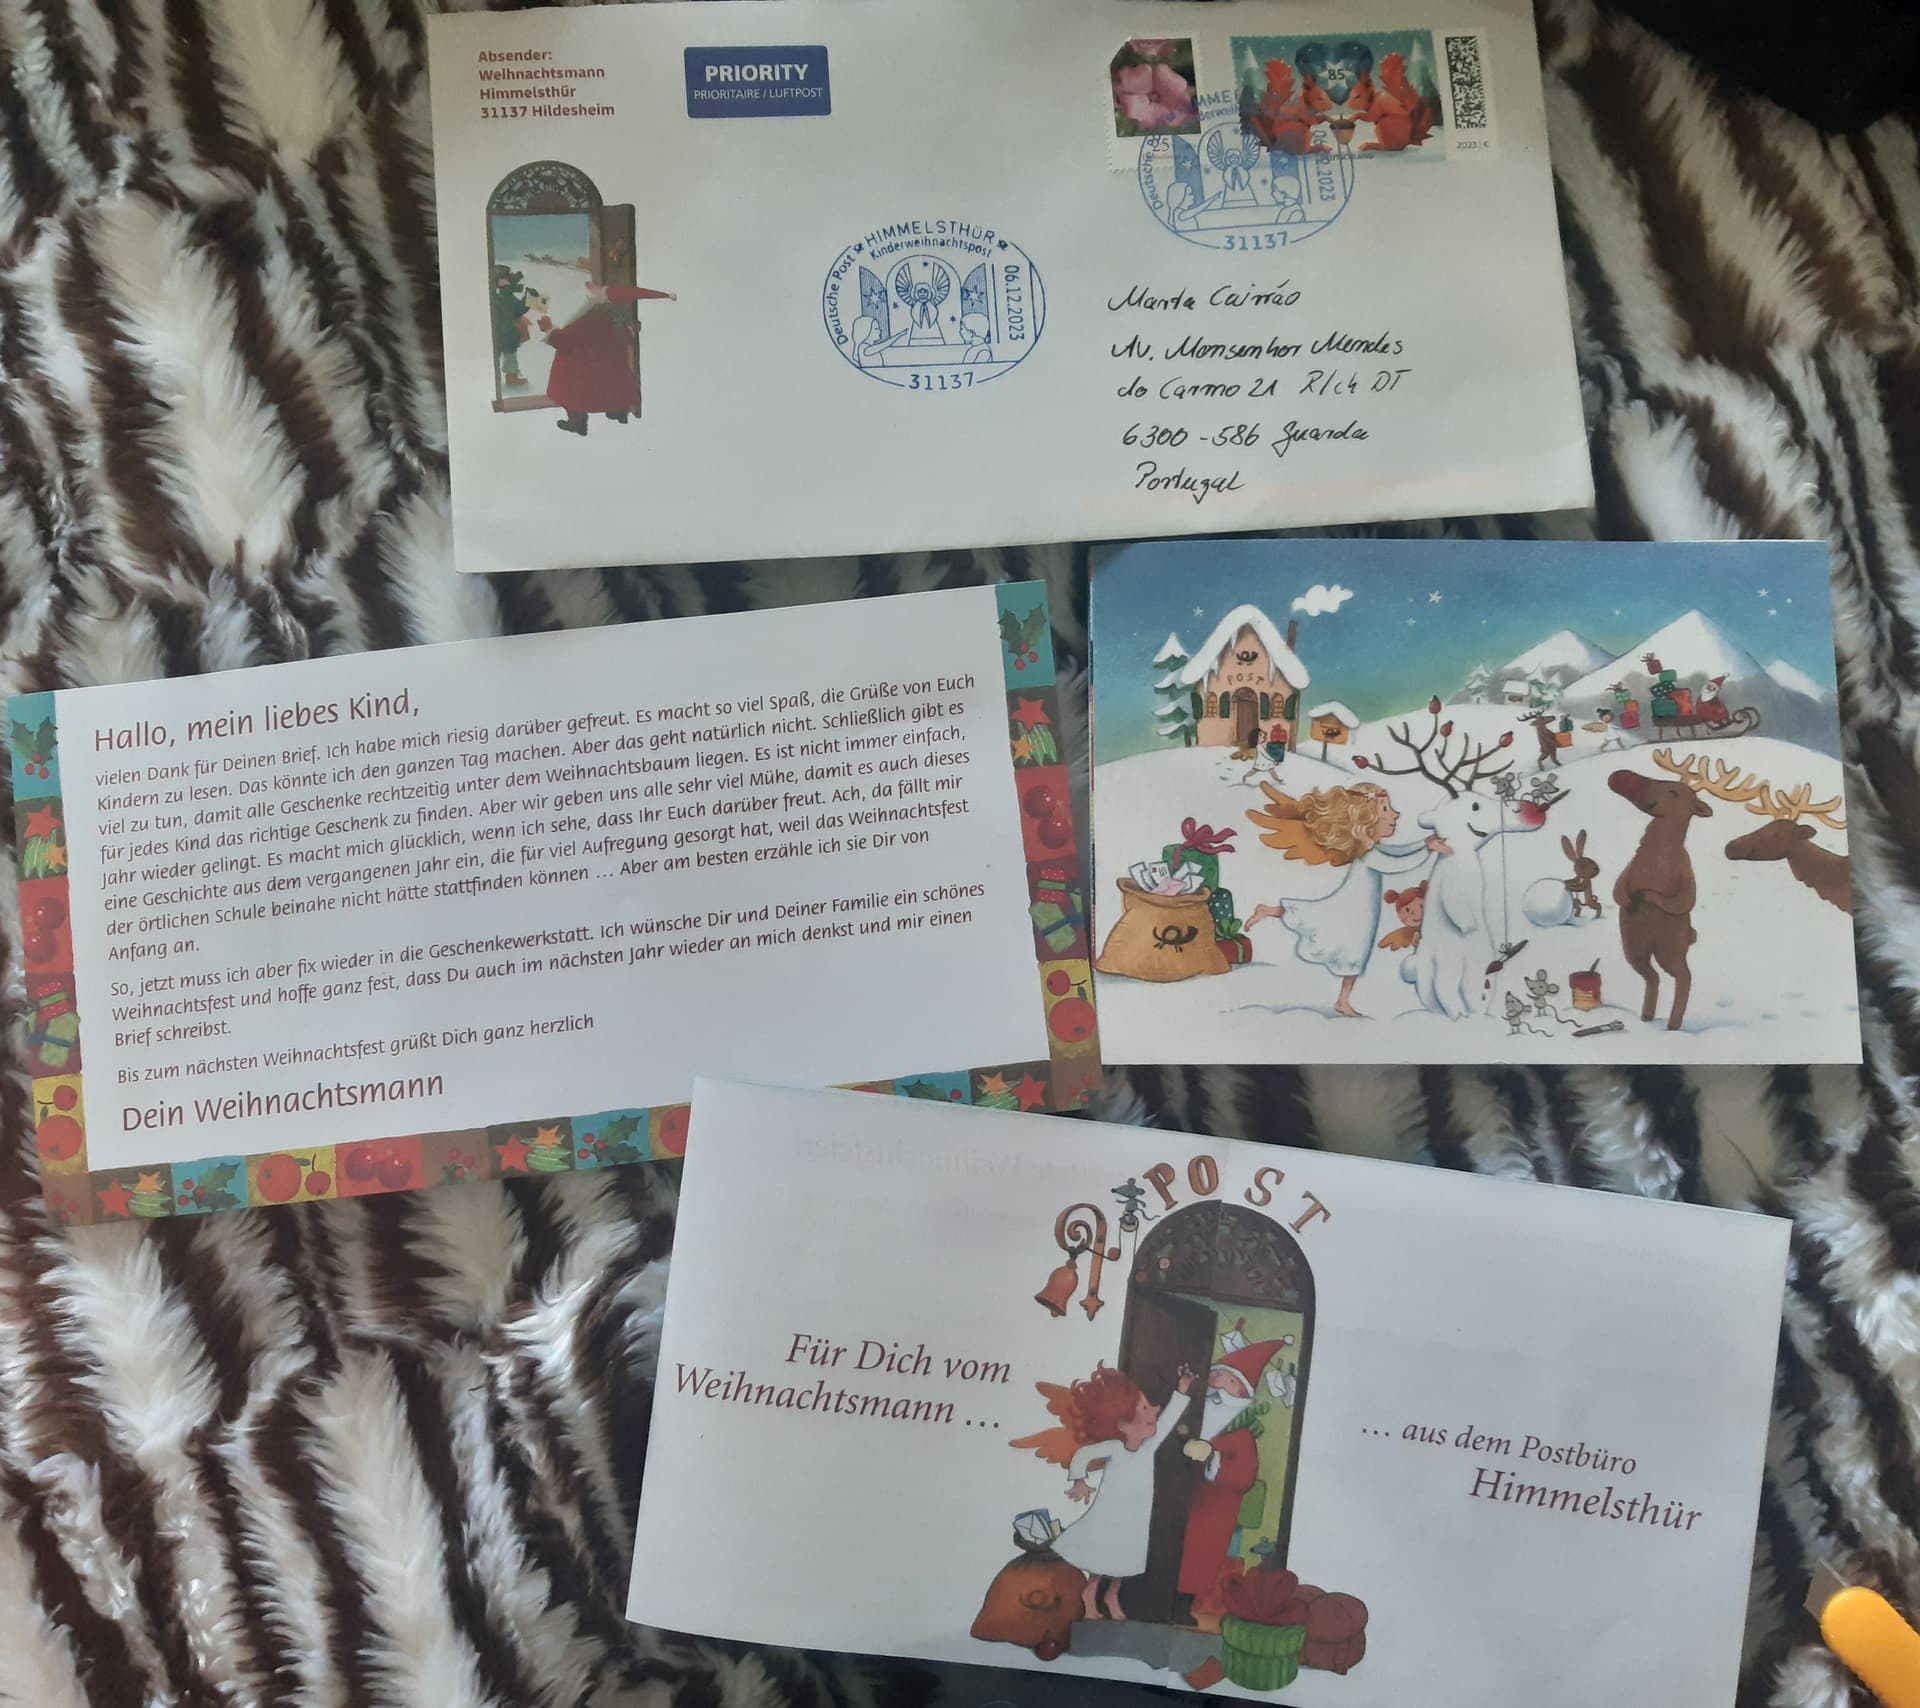 Absender:
Weihnachtsmann
Himmelsthür
31137 Hildesheim
PRIORITY
PRIORITAIRE / LUFTPOST
25
85
2023 | €
06.12.2023
31137
HIMMELSTHÜR
Kinderweihnachtspost
Deutsche Post
06.12.2023
31137
Marta Cairrão
Av. Monsenhor Mendes
do Carmo 21 R/ch DT
6300-586 Guarda
Portugal
POST
Hallo, mein liebes Kind,
vielen Dank für Deinen Brief. Ich habe mich riesig darüber gefreut. Es macht so viel Spaß, die Grüße von Euch
Kindern zu lesen. Das könnte ich den ganzen Tag machen. Aber das geht natürlich nicht. Schließlich gibt es
viel zu tun, damit alle Geschenke rechtzeitig unter dem Weihnachtsbaum liegen. Es ist nicht immer einfach,
für jedes Kind das richtige Geschenk zu finden. Aber wir geben uns alle sehr viel Mühe, damit es auch dieses
Jahr wieder gelingt. Es macht mich glücklich, wenn ich sehe, dass Ihr Euch darüber freut. Ach, da fällt mir
eine Geschichte aus dem vergangenen Jahr ein, die für viel Aufregung gesorgt hat, weil das Weihnachtsfest
der örtlichen Schule beinahe nicht hätte stattfinden können ... Aber am besten erzähle ich sie Dir von
Anfang an.
So, jetzt muss ich aber fix wieder in die Geschenkewerkstatt. Ich wünsche Dir und Deiner Familie ein schönes
Weihnachtsfest und hoffe ganz fest, dass Du auch im nächsten Jahr wieder an mich denkst und mir einen
Brief schreibst.
Bis zum nächsten Weihnachtsfest grüßt Dich ganz herzlich
Dein Weihnachtsmann
POST
Für Dich vom
Weihnachtsmann ...
... aus dem Postbüro
Himmelsthür